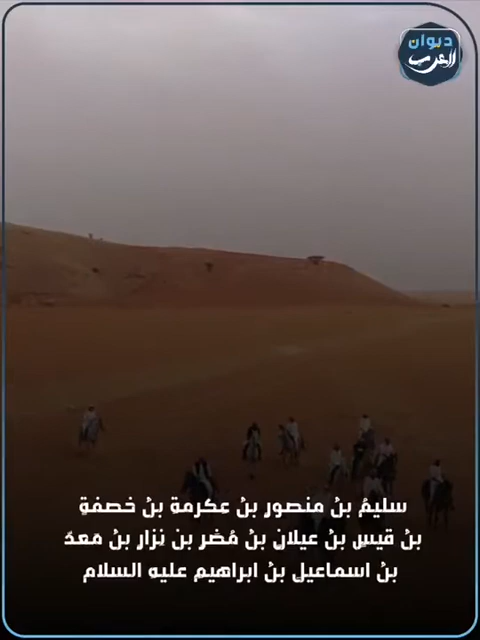 ديوان
العرب
سليمُ بنُ منصورِ بنُ عكرمةِ بنُ خصفةِ
بنُ قيسِ بنُ عيلانِ بنُ مُضر بن نزار بنُ معدّ
بنُ اسماعيلِ بنُ ابراهيمِ عليهِ السلام